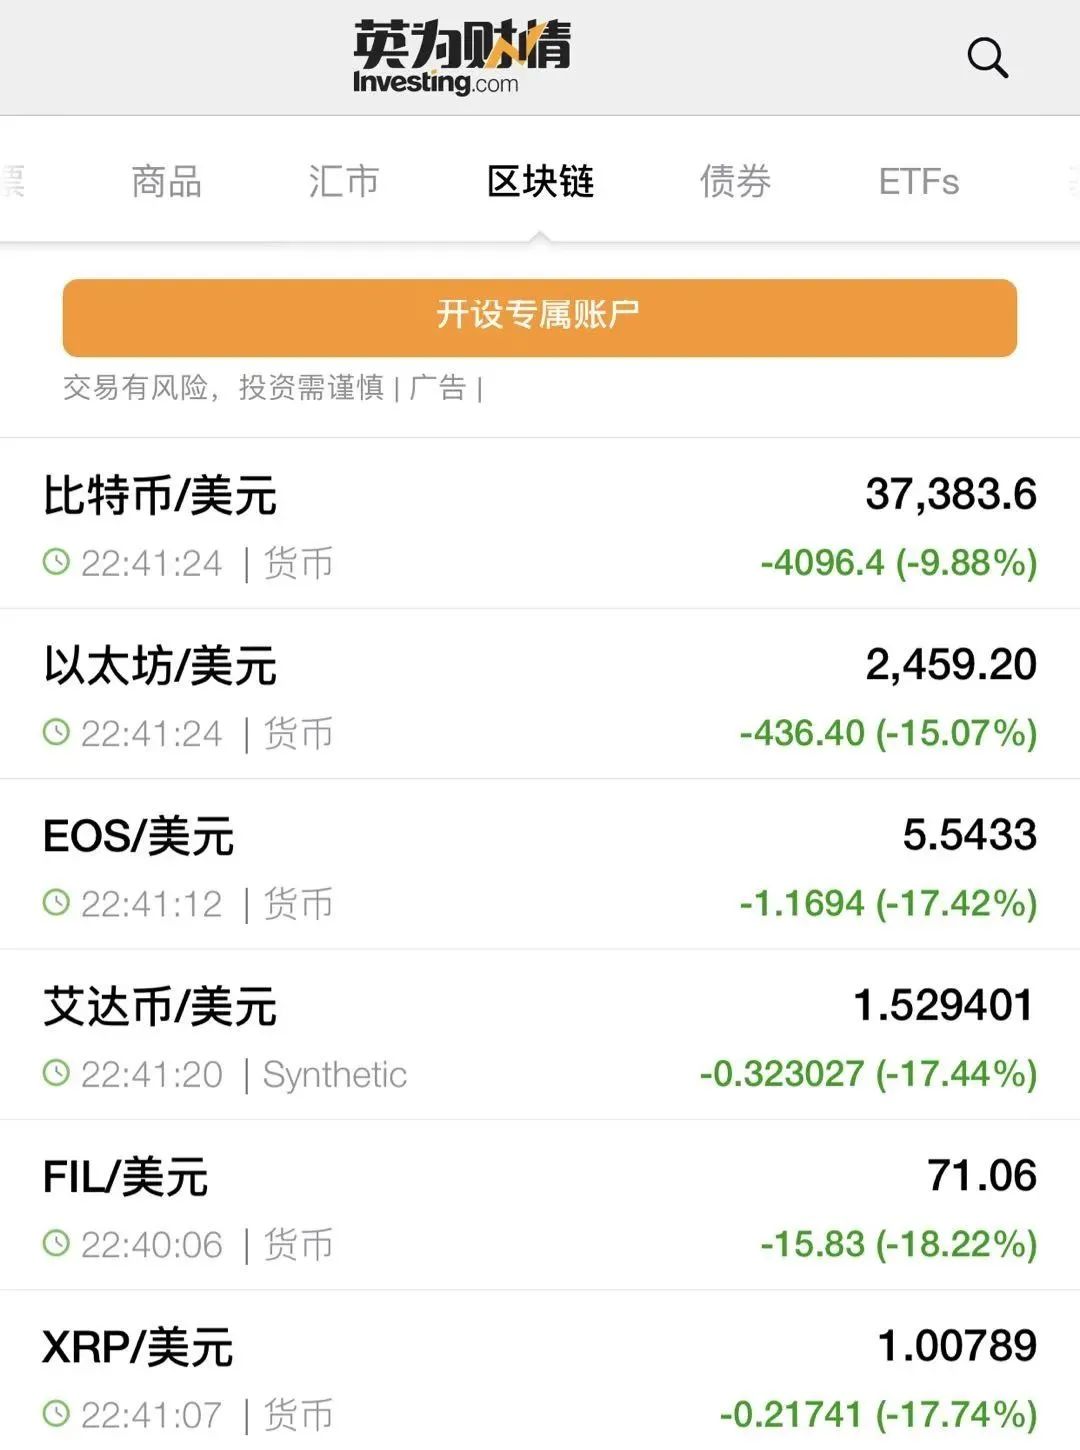 英为财情
Investing.com
票 商品 汇市 区块链 债券 ETFs
开设专属账户
交易有风险，投资需谨慎 | 广告 |
比特币/美元 37,383.6
22:41:24 | 货币 -4096.4 (-9.88%)
以太坊/美元 2,459.20
22:41:24 | 货币 -436.40 (-15.07%)
EOS/美元 5.5433
22:41:12 | 货币 -1.1694 (-17.42%)
艾达币/美元 1.529401
22:41:20 | Synthetic -0.323027 (-17.44%)
FIL/美元 71.06
22:40:06 | 货币 -15.83 (-18.22%)
XRP/美元 1.00789
22:41:07 | 货币 -0.21741 (-17.74%)